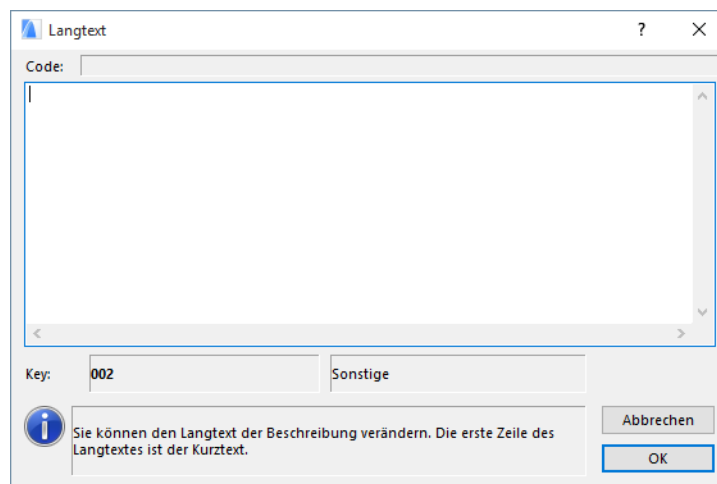 Langtext
?
Code:
Key:
002
Sonstige
Sie können den Langtext der Beschreibung verändern. Die erste Zeile des
Langtextes ist der Kurztext.
Abbrechen
OK